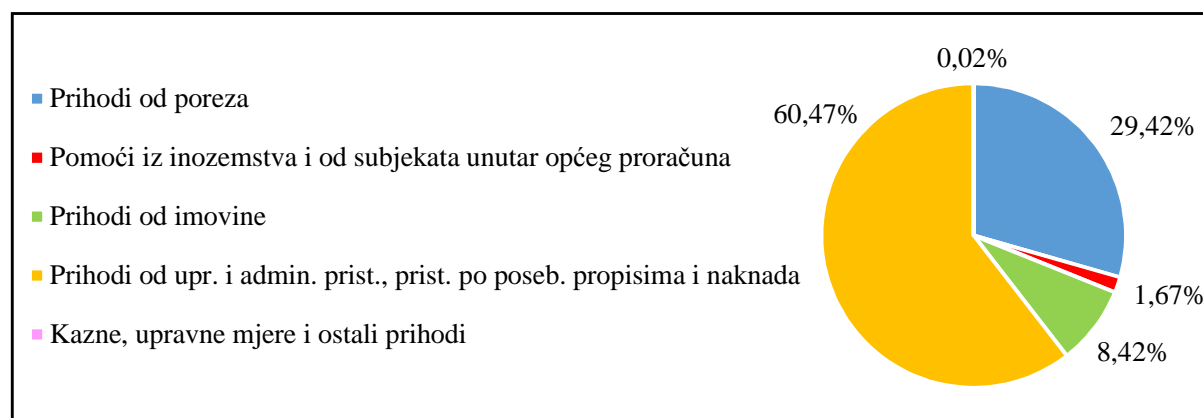 Prihodi od poreza
Pomoći iz inozemstva i od subjekata unutar općeg proračuna
Prihodi od imovine
Prihodi od upr. i admin. prist., prist. po poseb. propisima i naknada
Kazne, upravne mjere i ostali prihodi
0,02%
60,47%
29,42%
1,67%
8,42%